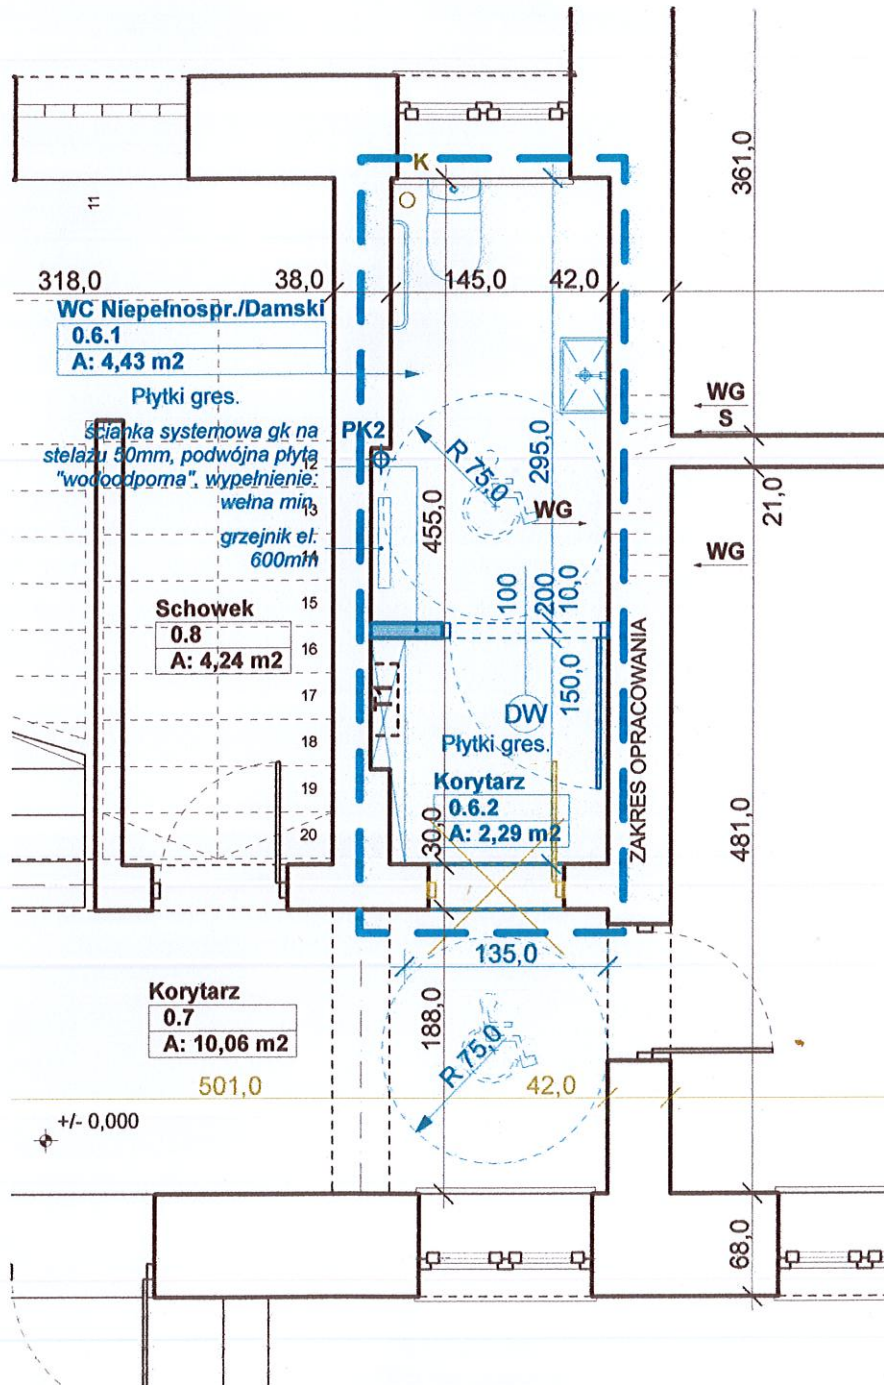 K
361,0
11
318,0
38,0
145,0
42,0
WC Niepełnospr./Damski
0.6.1
A: 4,43 m2
Płytki gres.
ścianka systemowa gk na
stelażu 50mm, podwójna płyta
"wodoodporna", wypełnienie:
wełna min.
grzejnik el.
600mm
PK2
R 75,0
295,0
455,0
WG
WG
S
21,0
WG
12
13
14
15
16
17
18
19
20
Schowek
0.8
A: 4,24 m2
100
200
10,0
150,0
T1
DW
Płytki gres.
Korytarz
0.6.2
A: 2,29 m2
30,0
ZAKRES OPRACOWANIA
481,0
135,0
188,0
R 75,0
Korytarz
0.7
A: 10,06 m2
501,0
42,0
+/- 0,000
68,0